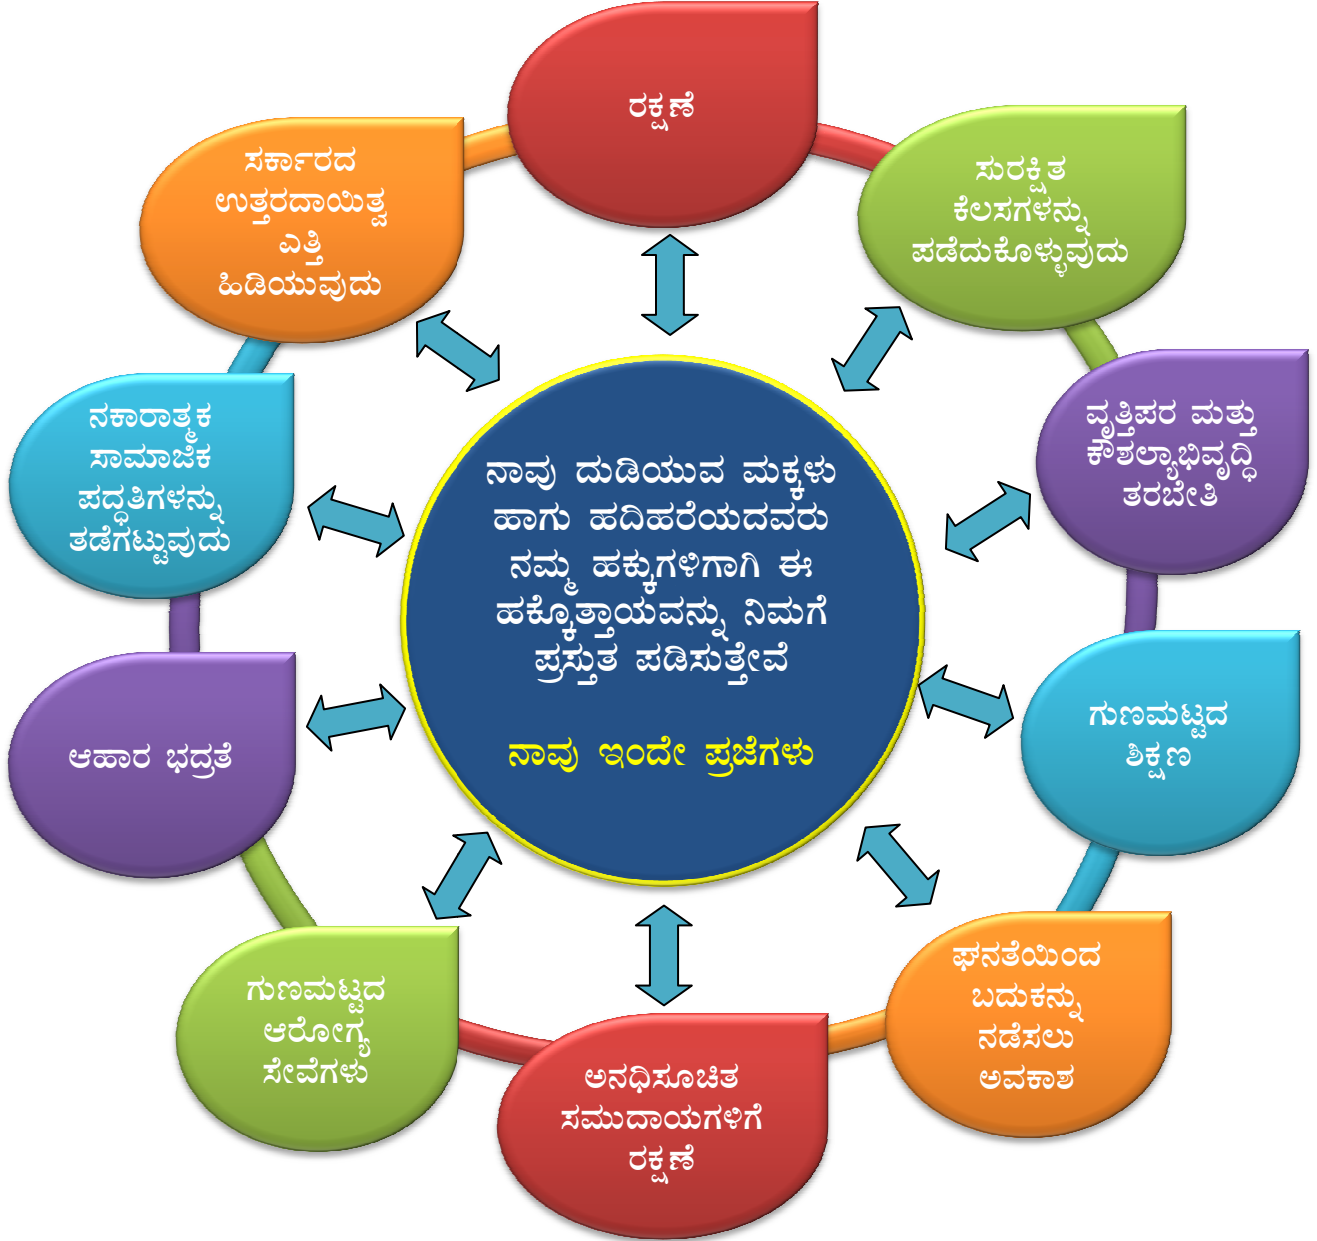 ರಕ್ಷಣೆ
ಸುರಕ್ಷಿತ
ಕೆಲಸಗಳನ್ನು
ಪಡೆದುಕೊಳ್ಳುವುದು
ವೃತ್ತಿಪರ ಮತ್ತು
ಕೌಶಲ್ಯಾಭಿವೃದ್ಧಿ
ತರಬೇತಿ
ಗುಣಮಟ್ಟದ
ಶಿಕ್ಷಣ
ಘನತೆಯಿಂದ
ಬದುಕನ್ನು
ನಡೆಸಲು
ಅವಕಾಶ
ಅನಧಿಸೂಚಿತ
ಸಮುದಾಯಗಳಿಗೆ
ರಕ್ಷಣೆ
ಗುಣಮಟ್ಟದ
ಆರೋಗ್ಯ
ಸೇವೆಗಳು
ಆಹಾರ ಭದ್ರತೆ
ನಕಾರಾತ್ಮಕ
ಸಾಮಾಜಿಕ
ಪದ್ಧತಿಗಳನ್ನು
ತಡೆಗಟ್ಟುವುದು
ಸರ್ಕಾರದ
ಉತ್ತರದಾಯಿತ್ವ
ಎತ್ತಿ
ಹಿಡಿಯುವುದು
ನಾವು ದುಡಿಯುವ ಮಕ್ಕಳು
ಹಾಗು ಹದಿಹರೆಯದವರು
ನಮ್ಮ ಹಕ್ಕುಗಳಿಗಾಗಿ ಈ
ಹಕ್ಕೊತ್ತಾಯವನ್ನು ನಿಮಗೆ
ಪ್ರಸ್ತುತ ಪಡಿಸುತ್ತೇವೆ
ನಾವು ಇಂದೇ ಪ್ರಜೆಗಳು